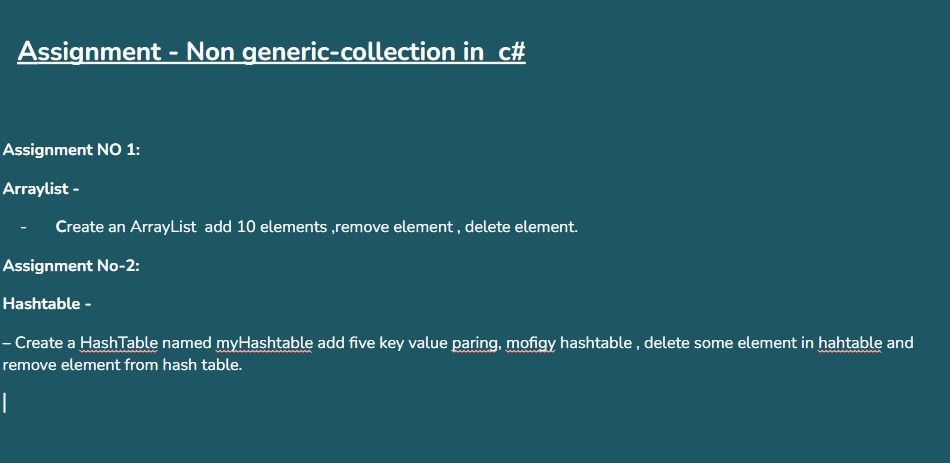 Assignment - Non generic-collection in c#
Assignment NO 1:
Arraylist -
- Create an ArrayList add 10 elements ,remove element , delete element.
Assignment No-2:
Hashtable -
– Create a HashTable named myHashtable add five key value paring, mofigy hashtable , delete some element in hahtable and
remove element from hash table.